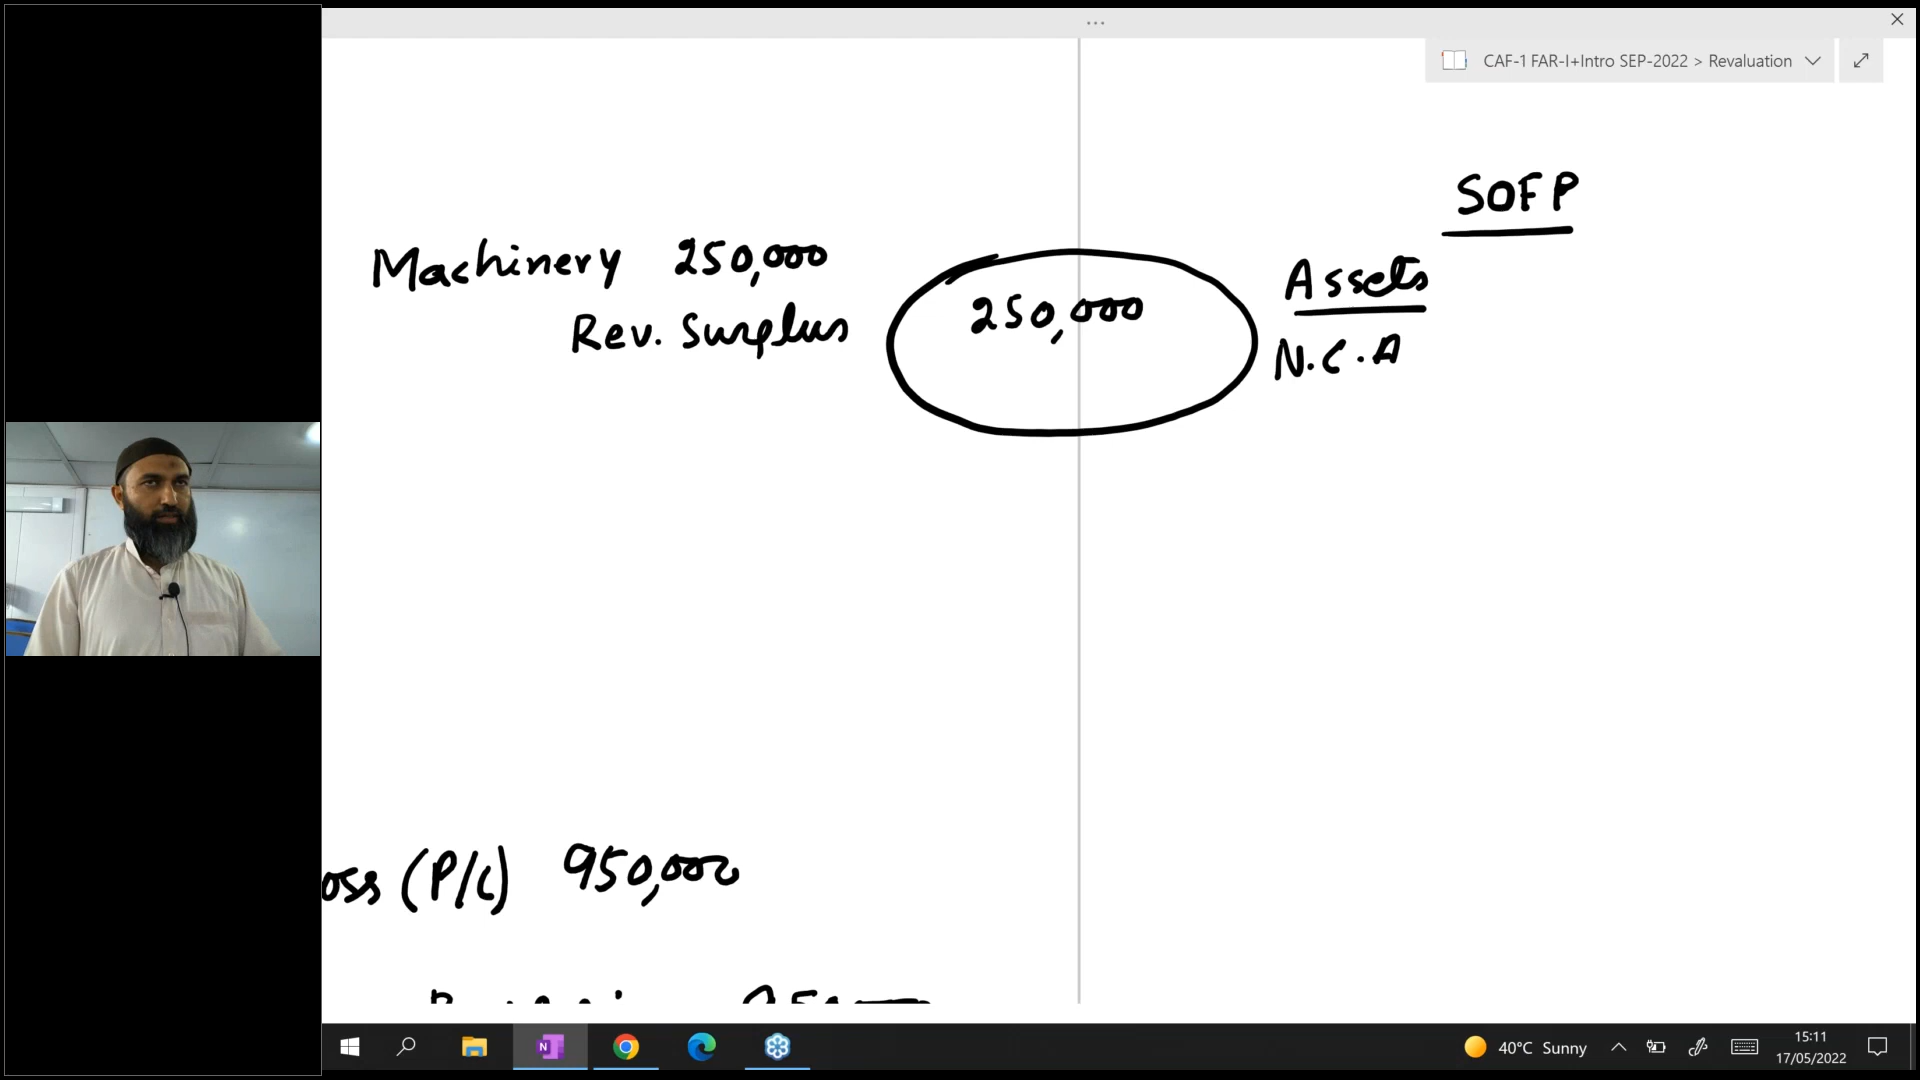 CAF-1 FAR-I+Intro SEP-2022 > Revaluation
SOFP
Machinery 250,000
Rev. Surplus 250,000
Assets
N.C.A
oss (P/L) 950,000
40°C Sunny
15:11
17/05/2022